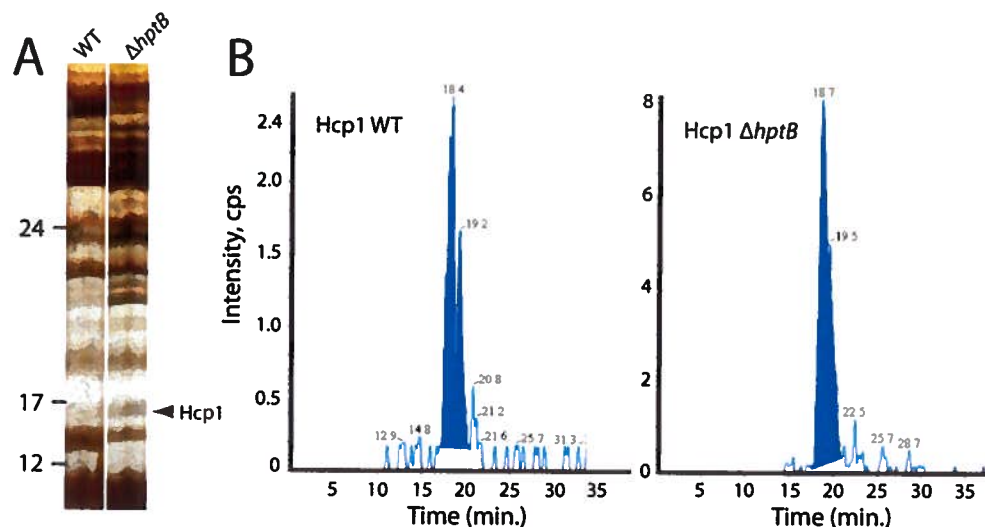 A
WT
ΔhptB
24
17
12
Hcp1
B
Hcp1 WT
Intensity, cps
2.4
2.0
1.5
1.0
0.5
0
18 4
19 2
20 8
21 2
21 6
12 9
14 8
25 7
31 3
5 10 15 20 25 30 35
Time (min.)
Hcp1 ΔhptB
8
6
4
2
0
18 7
19 5
22 5
25 7
28 7
5 10 15 20 25 30 35
Time (min.)